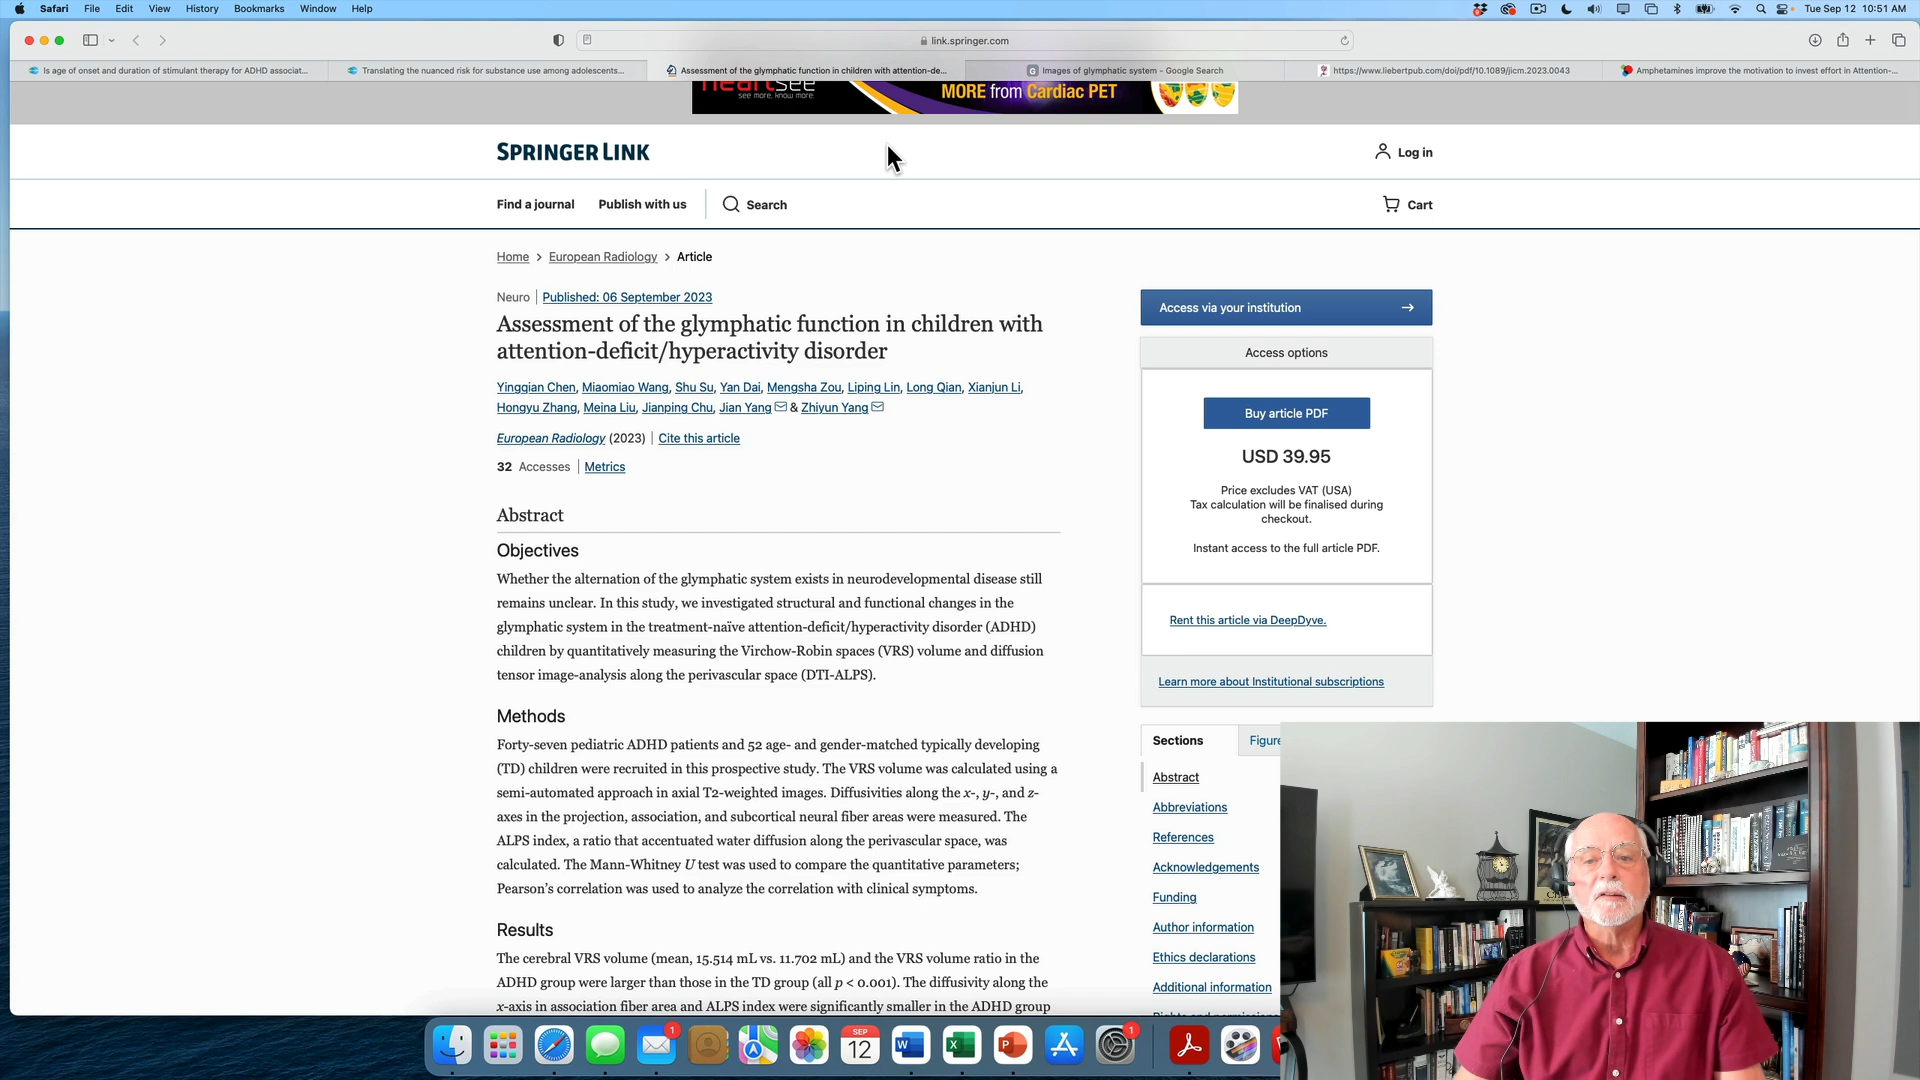 Safari File Edit View History Bookmarks Window Help
Tue Sep 12 10:51 AM
link.springer.com
Is age of onset and duration of stimulant therapy for ADHD associat...
Translating the nuanced risk for substance use among adolescents...
Assessment of the glymphatic function in children with attention-de...
Images of glymphatic system - Google Search
https://www.liebertpub.com/doi/pdf/10.1089/jicm.2023.0043
Amphetamines improve the motivation to invest effort in Attention-...
see more. know more.
MORE from Cardiac PET
SPRINGER LINK
Log in
Find a journal Publish with us Search
Cart
Home > European Radiology > Article
Neuro | Published: 06 September 2023
Assessment of the glymphatic function in children with
attention-deficit/hyperactivity disorder
Yingqian Chen, Miaomiao Wang, Shu Su, Yan Dai, Mengsha Zou, Liping Lin, Long Qian, Xianjun Li,
Hongyu Zhang, Meina Liu, Jianping Chu, Jian Yang & Zhiyun Yang
European Radiology (2023) | Cite this article
32 Accesses | Metrics
Abstract
Objectives
Whether the alternation of the glymphatic system exists in neurodevelopmental disease still
remains unclear. In this study, we investigated structural and functional changes in the
glymphatic system in the treatment-naïve attention-deficit/hyperactivity disorder (ADHD)
children by quantitatively measuring the Virchow-Robin spaces (VRS) volume and diffusion
tensor image-analysis along the perivascular space (DTI-ALPS).
Methods
Forty-seven pediatric ADHD patients and 52 age- and gender-matched typically developing
(TD) children were recruited in this prospective study. The VRS volume was calculated using a
semi-automated approach in axial T2-weighted images. Diffusivities along the x-, y-, and z-
axes in the projection, association, and subcortical neural fiber areas were measured. The
ALPS index, a ratio that accentuated water diffusion along the perivascular space, was
calculated. The Mann-Whitney U test was used to compare the quantitative parameters;
Pearson's correlation was used to analyze the correlation with clinical symptoms.
Results
The cerebral VRS volume (mean, 15.514 mL vs. 11.702 mL) and the VRS volume ratio in the
ADHD group were larger than those in the TD group (all p < 0.001). The diffusivity along the
x-axis in association fiber area and ALPS index were significantly smaller in the ADHD group
Access via your institution →
Access options
Buy article PDF
USD 39.95
Price excludes VAT (USA)
Tax calculation will be finalised during
checkout.
Instant access to the full article PDF.
Rent this article via DeepDyve.
Learn more about Institutional subscriptions
Sections Figure
Abstract
Abbreviations
References
Acknowledgements
Funding
Author information
Ethics declarations
Additional information
1
SEP
12
1